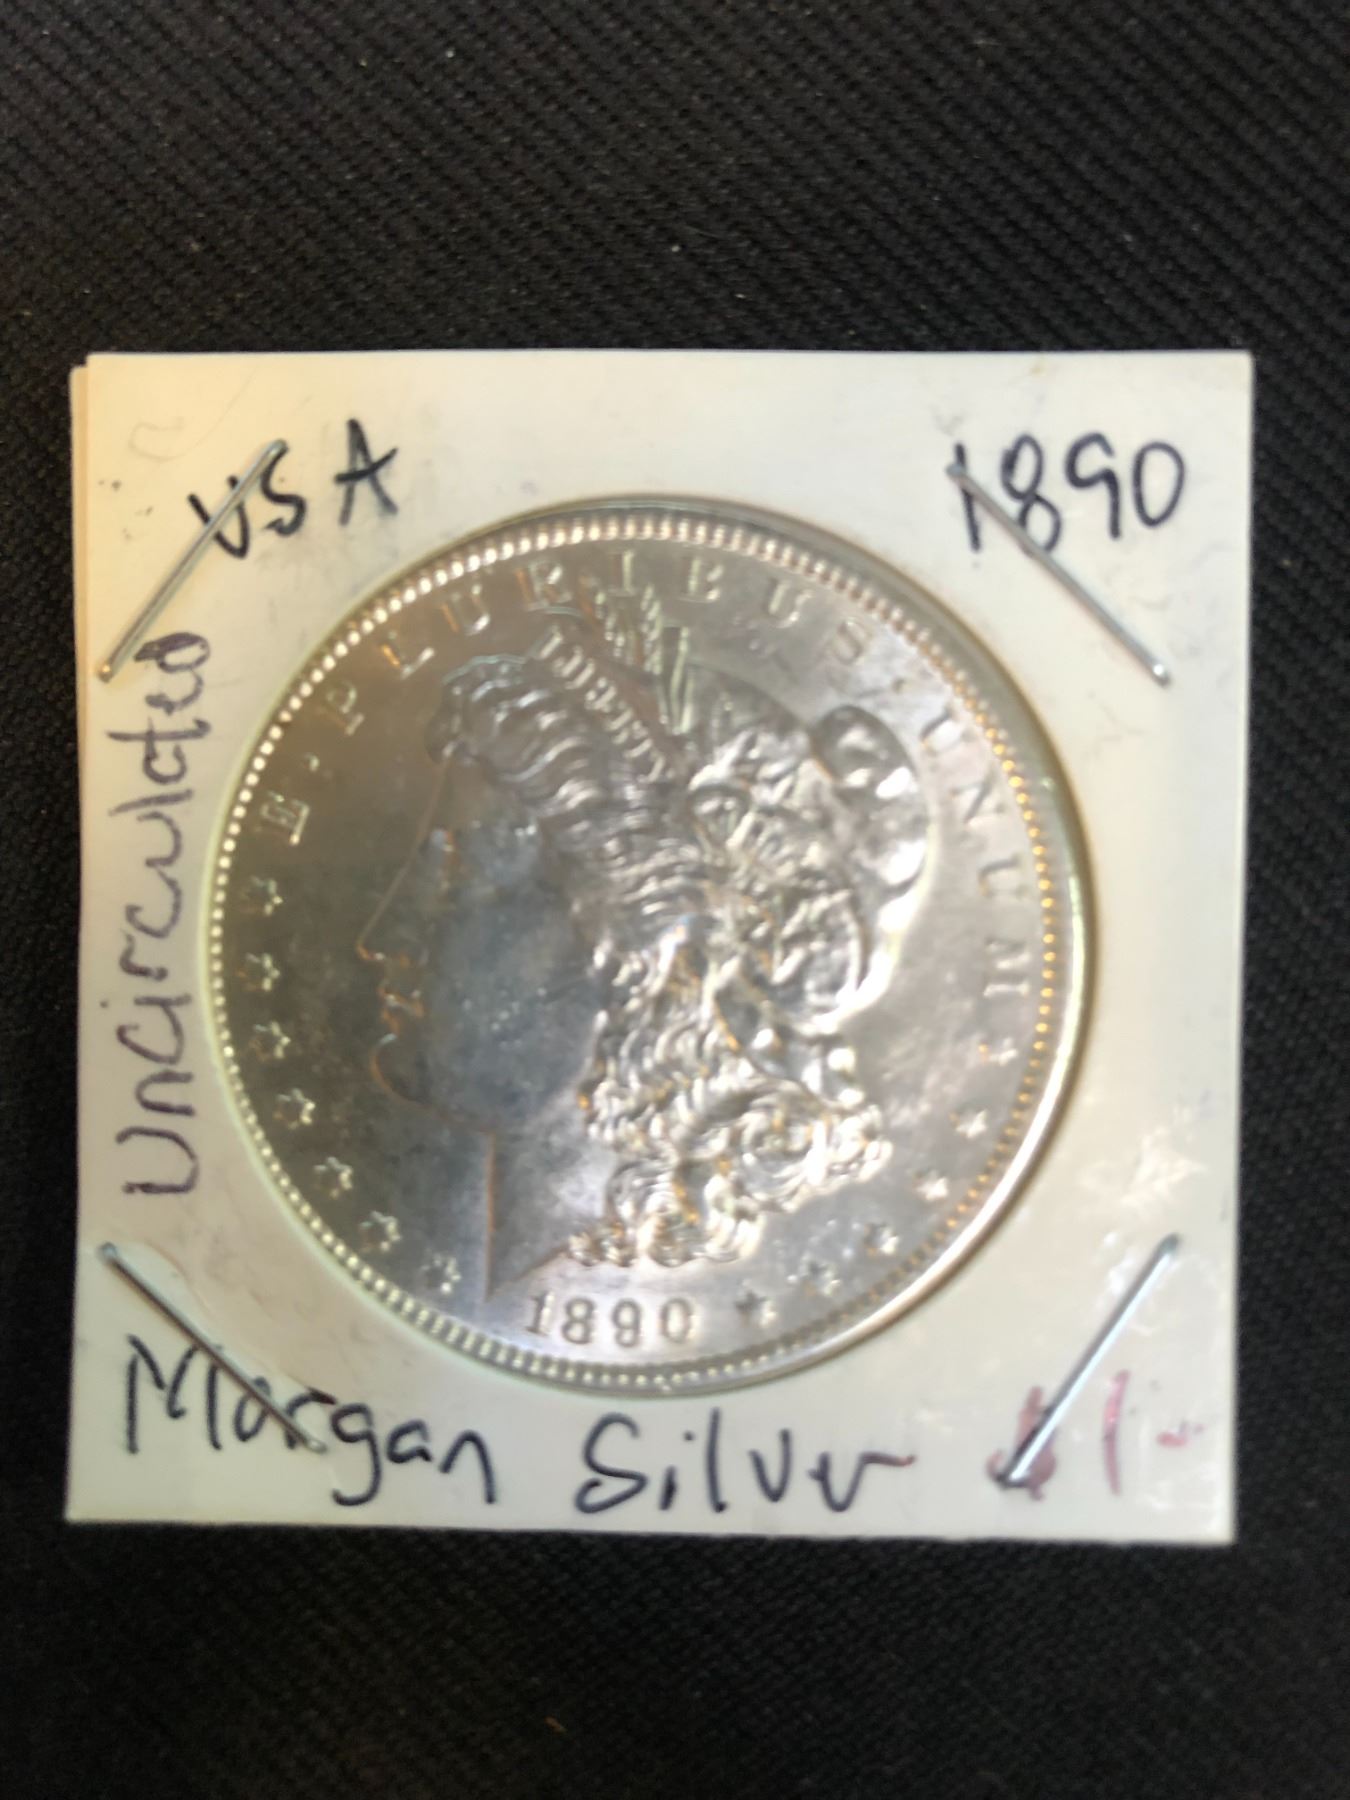 USA
1890
Uncirculated
E·PLURIBUS UNUM
LIBERTY
1890
Morgan Silver $1-